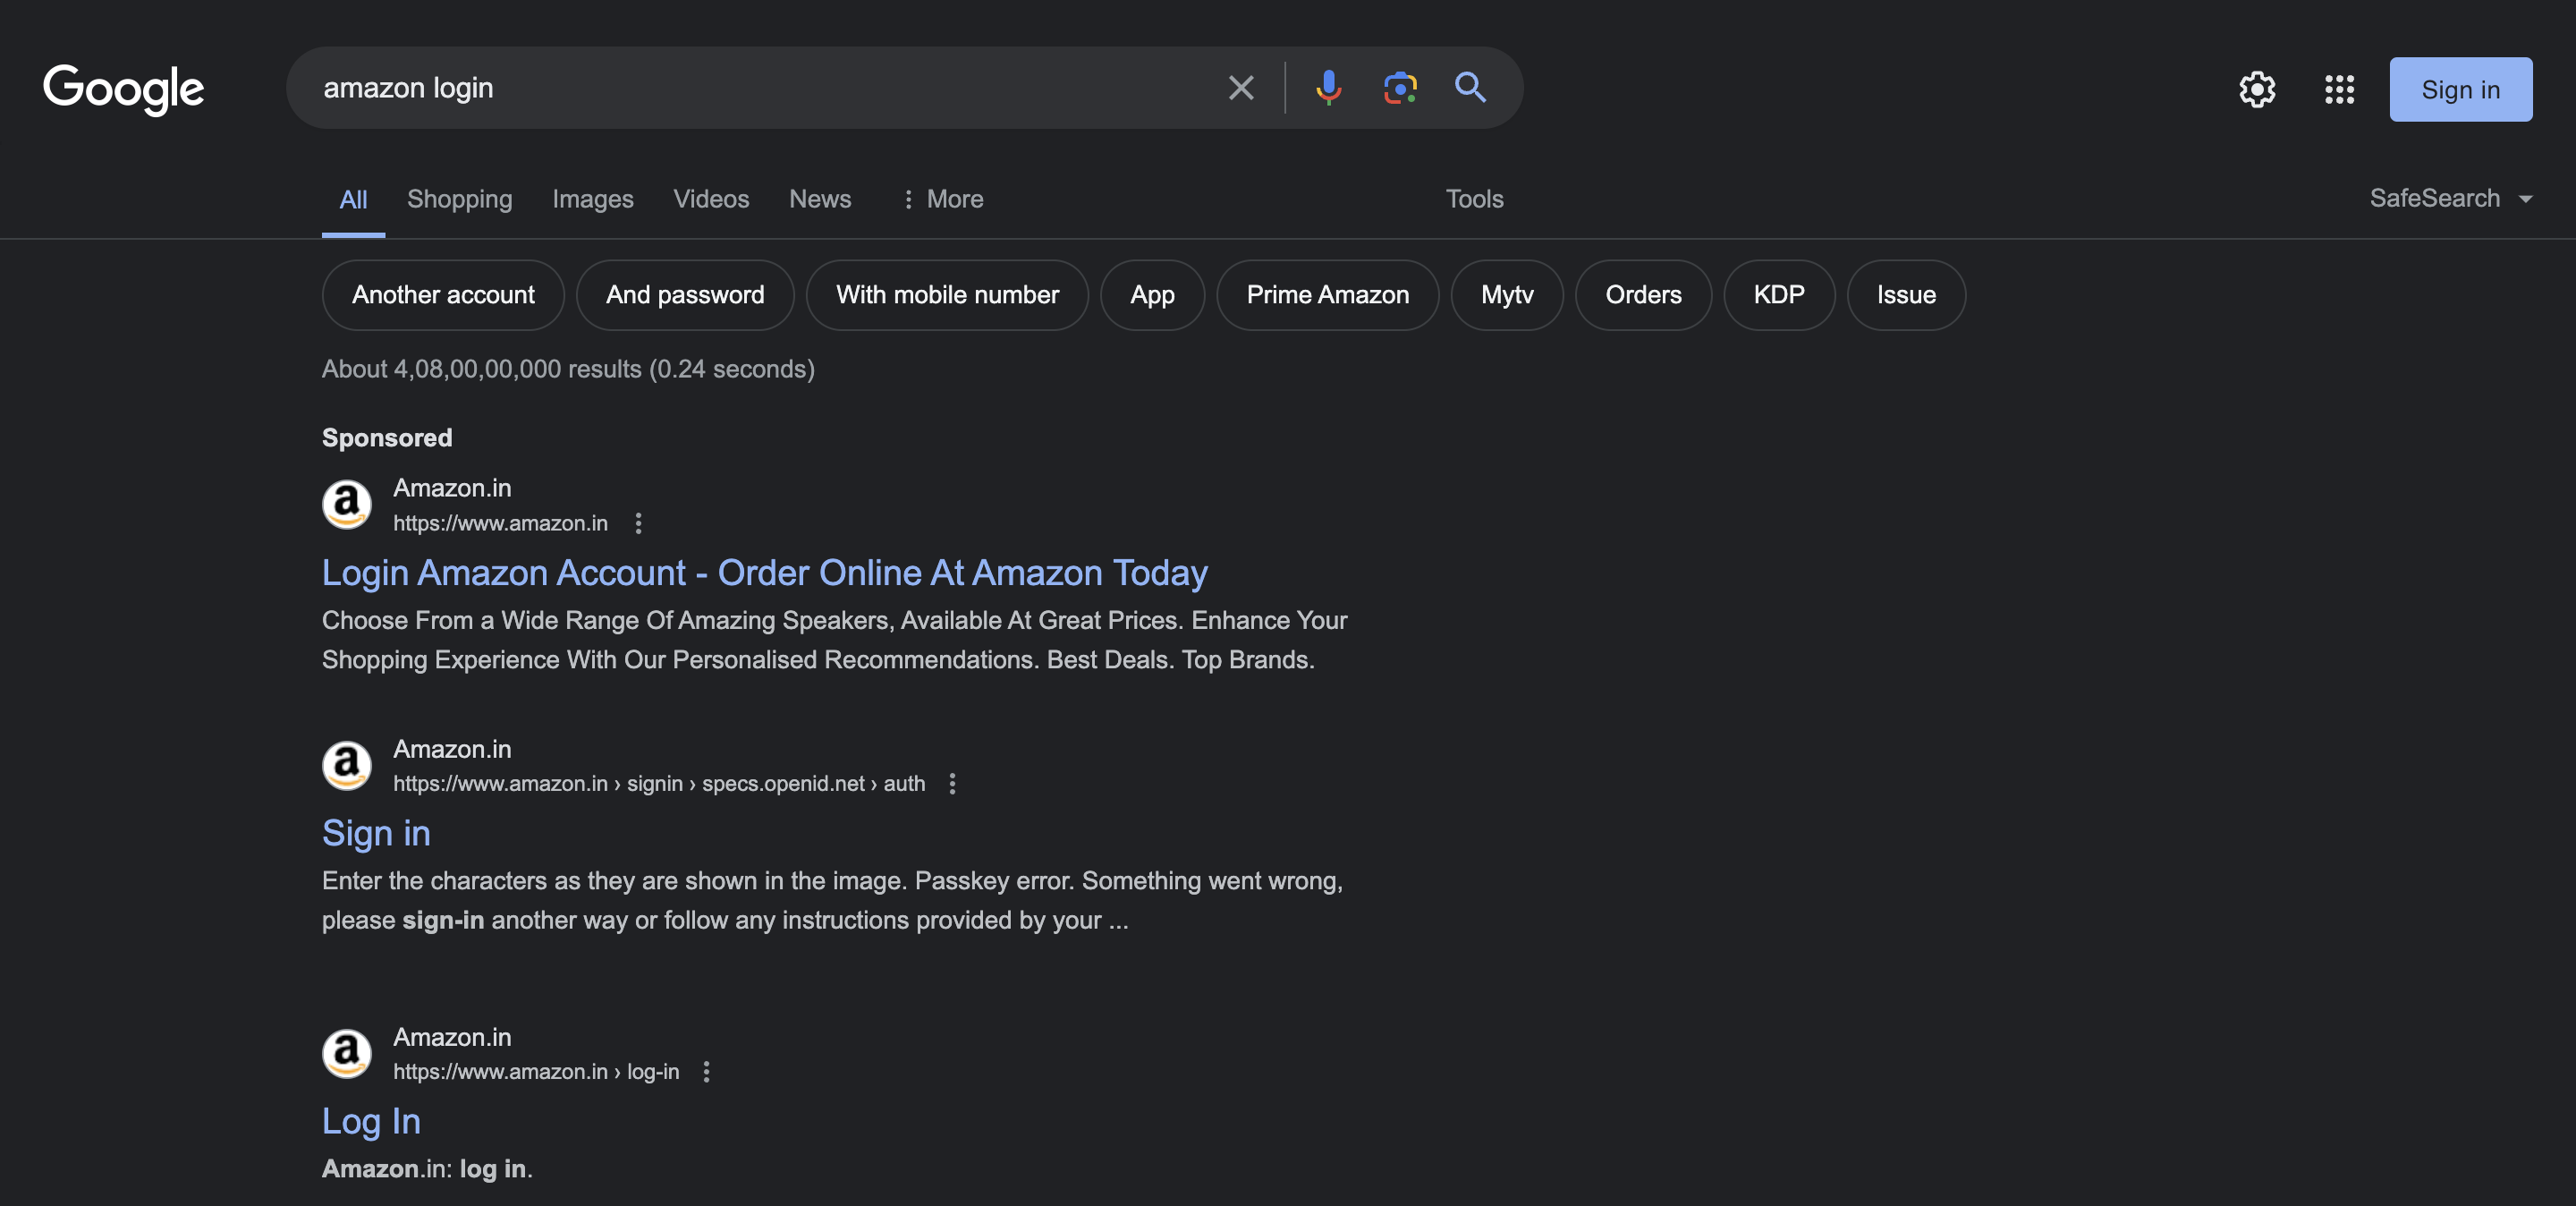 Google
amazon login
Sign in
All Shopping Images Videos News More Tools SafeSearch
Another account And password With mobile number App Prime Amazon Mytv Orders KDP Issue
About 4,08,00,00,000 results (0.24 seconds)
Sponsored
Amazon.in
https://www.amazon.in
Login Amazon Account - Order Online At Amazon Today
Choose From a Wide Range Of Amazing Speakers, Available At Great Prices. Enhance Your
Shopping Experience With Our Personalised Recommendations. Best Deals. Top Brands.
Amazon.in
https://www.amazon.in › signin › specs.openid.net › auth
Sign in
Enter the characters as they are shown in the image. Passkey error. Something went wrong,
please sign-in another way or follow any instructions provided by your ...
Amazon.in
https://www.amazon.in › log-in
Log In
Amazon.in: log in.